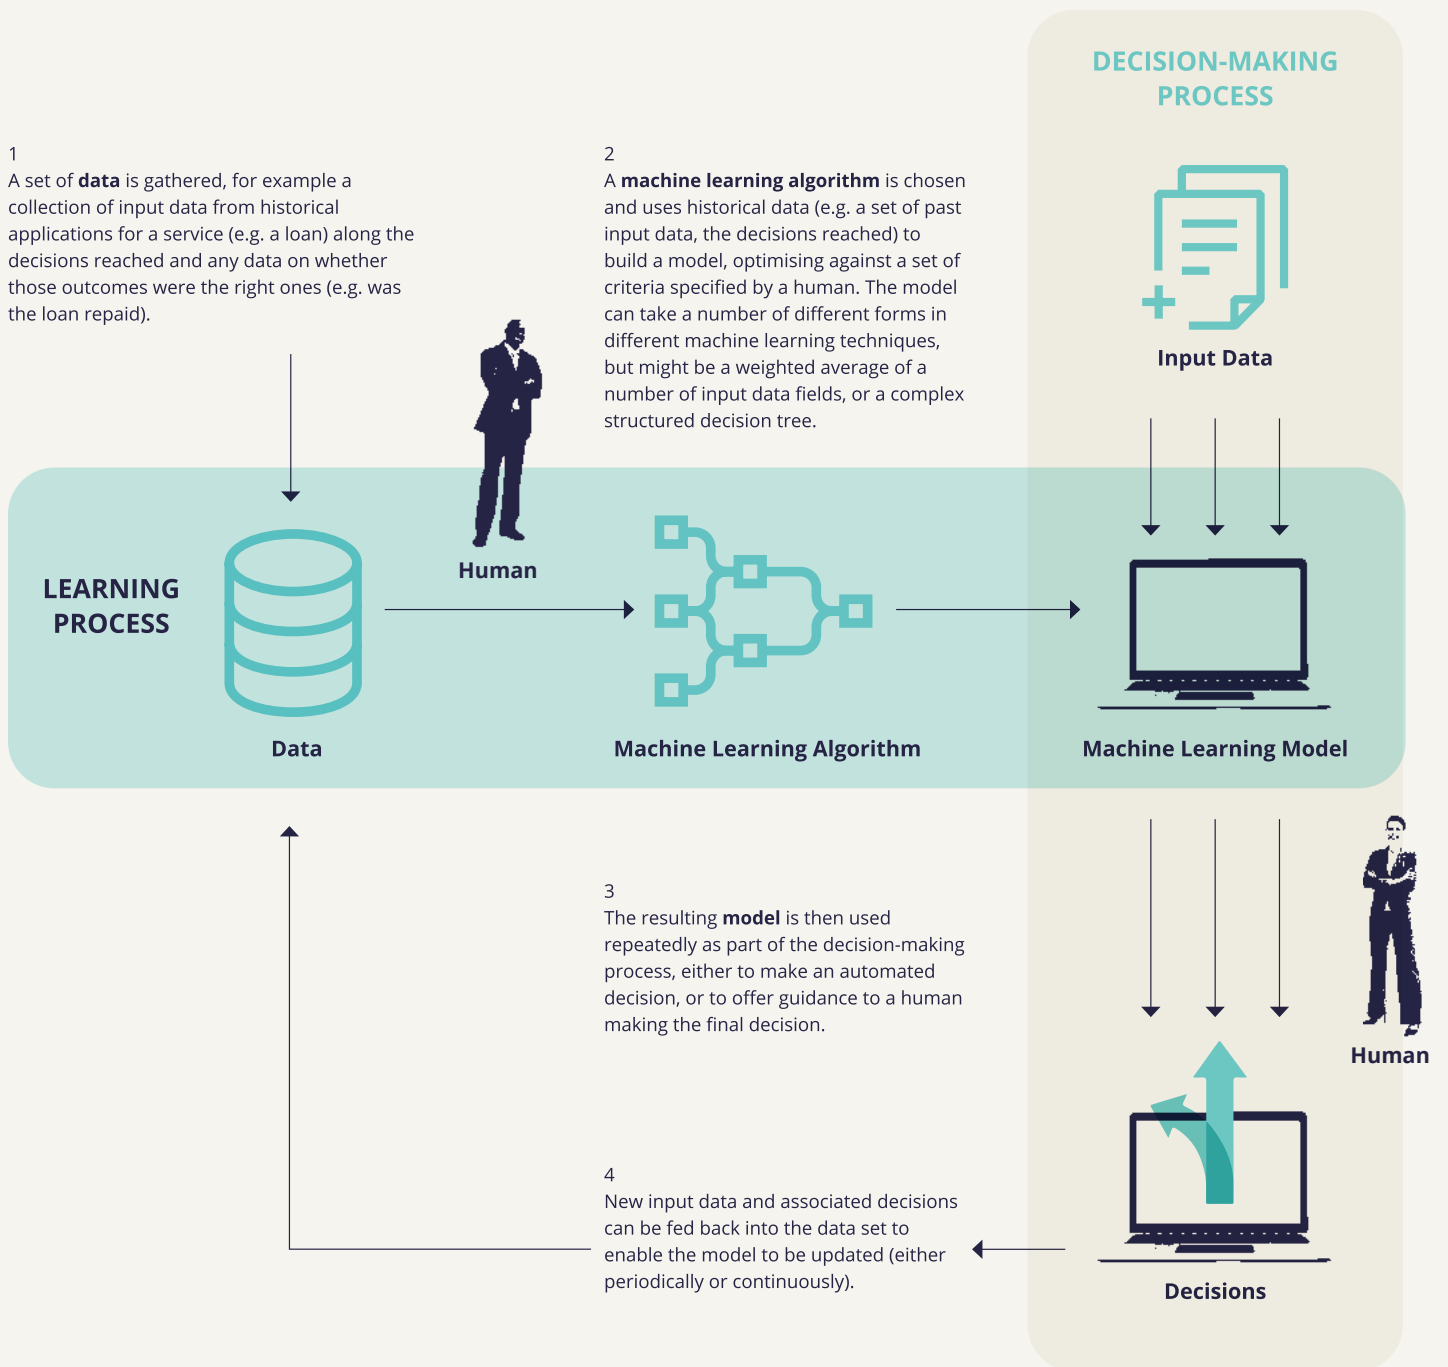 DECISION-MAKING
PROCESS
1
A set of data is gathered, for example a
collection of input data from historical
applications for a service (e.g. a loan) along the
decisions reached and any data on whether
those outcomes were the right ones (e.g. was
the loan repaid).
2
A machine learning algorithm is chosen
and uses historical data (e.g. a set of past
input data, the decisions reached) to
build a model, optimising against a set of
criteria specified by a human. The model
can take a number of different forms in
different machine learning techniques,
but might be a weighted average of a
number of input data fields, or a complex
structured decision tree.
Input Data
LEARNING
PROCESS
Human
Data
Machine Learning Algorithm
Machine Learning Model
3
The resulting model is then used
repeatedly as part of the decision-making
process, either to make an automated
decision, or to offer guidance to a human
making the final decision.
Human
4
New input data and associated decisions
can be fed back into the data set to
enable the model to be updated (either
periodically or continuously).
Decisions